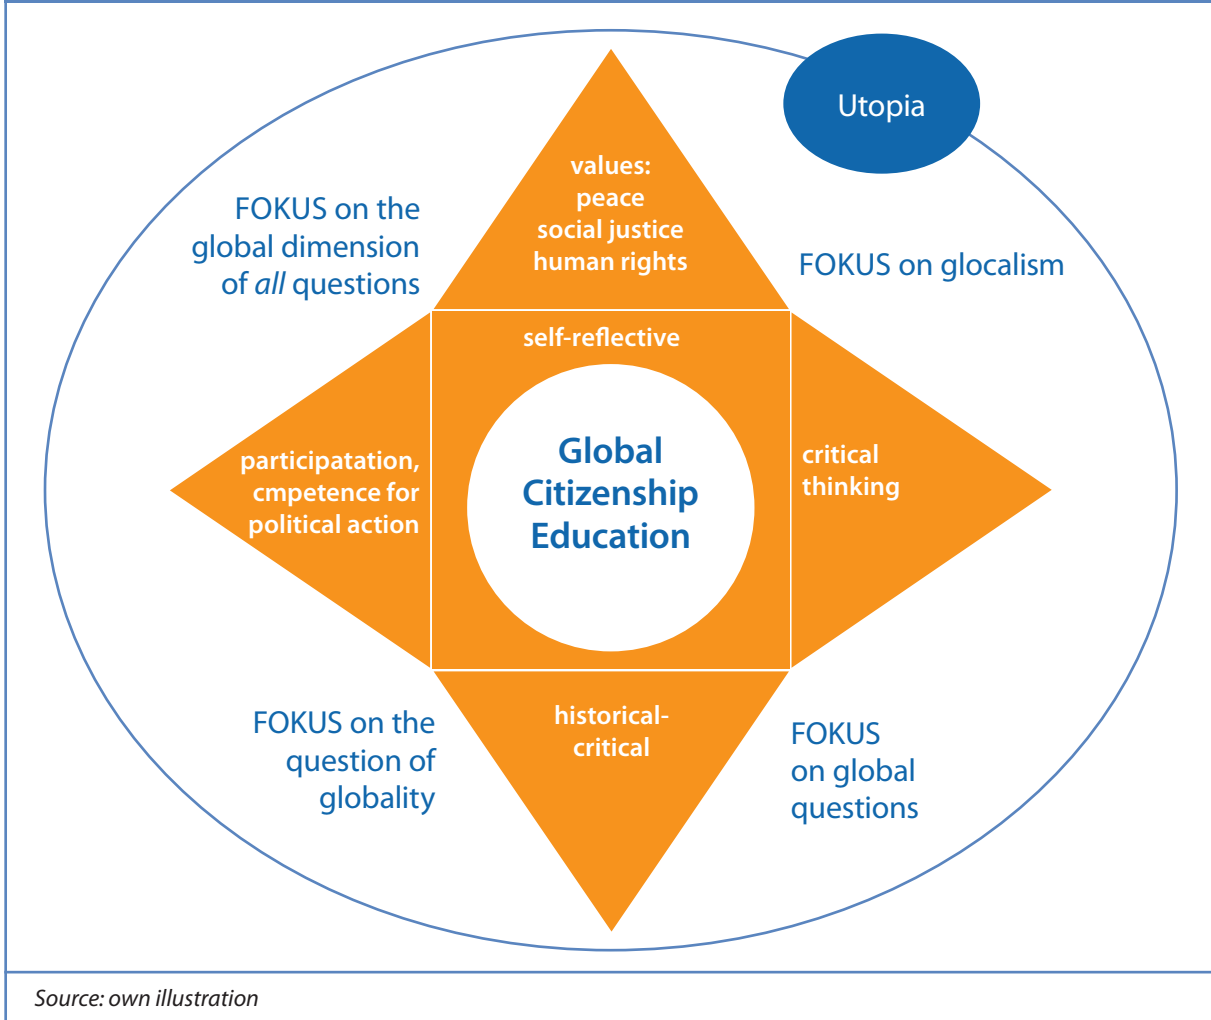 Utopia
values:
peace
social justice
human rights
FOKUS on the
global dimension
of all questions
FOKUS on glocalism
self-reflective
participatation,
cmpetence for
political action
Global
Citizenship
Education
critical
thinking
historical-
critical
FOKUS on the
question of
globality
FOKUS
on global
questions
Source: own illustration